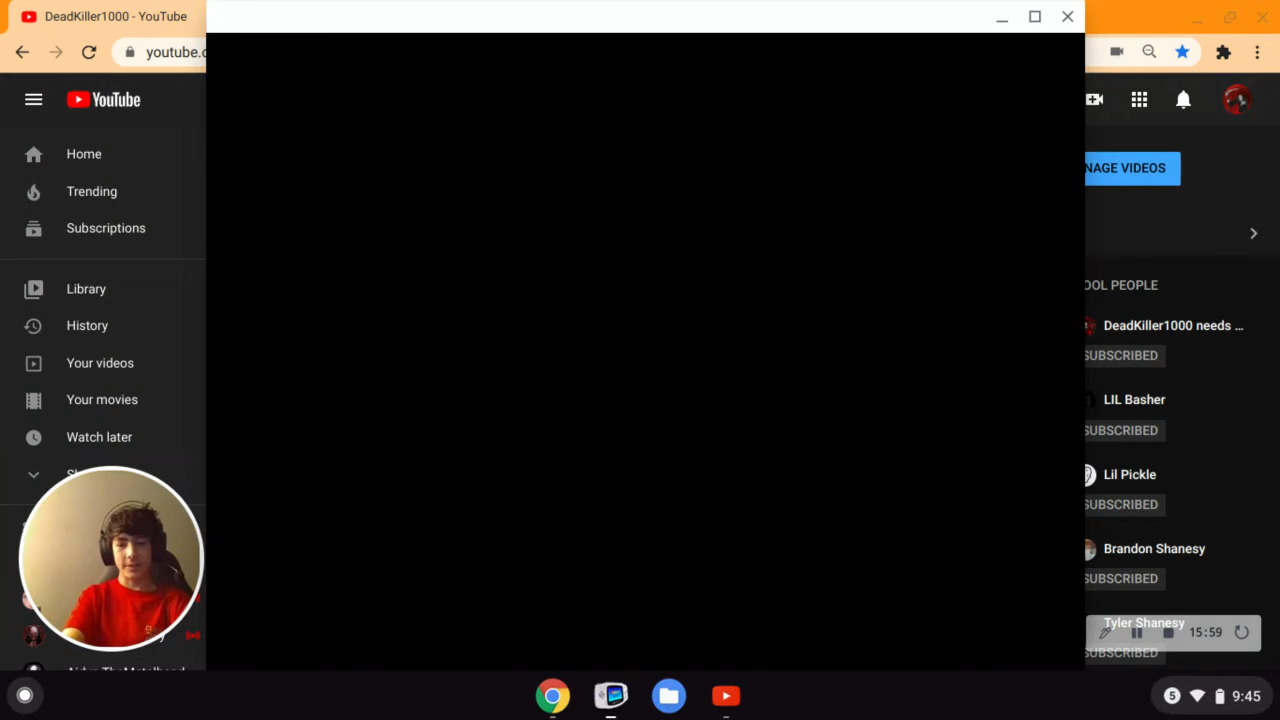 DeadKiller1000 - YouTube
youtube.c
YouTube
NAGE VIDEOS
Home
Trending
Subscriptions
Library
History
Your videos
Your movies
Watch later
OOL PEOPLE
DeadKiller1000 needs ...
SUBSCRIBED
LIL Basher
SUBSCRIBED
Lil Pickle
SUBSCRIBED
Brandon Shanesy
SUBSCRIBED
Tyler Shanesy
SUBSCRIBED
15:59
5
9:45